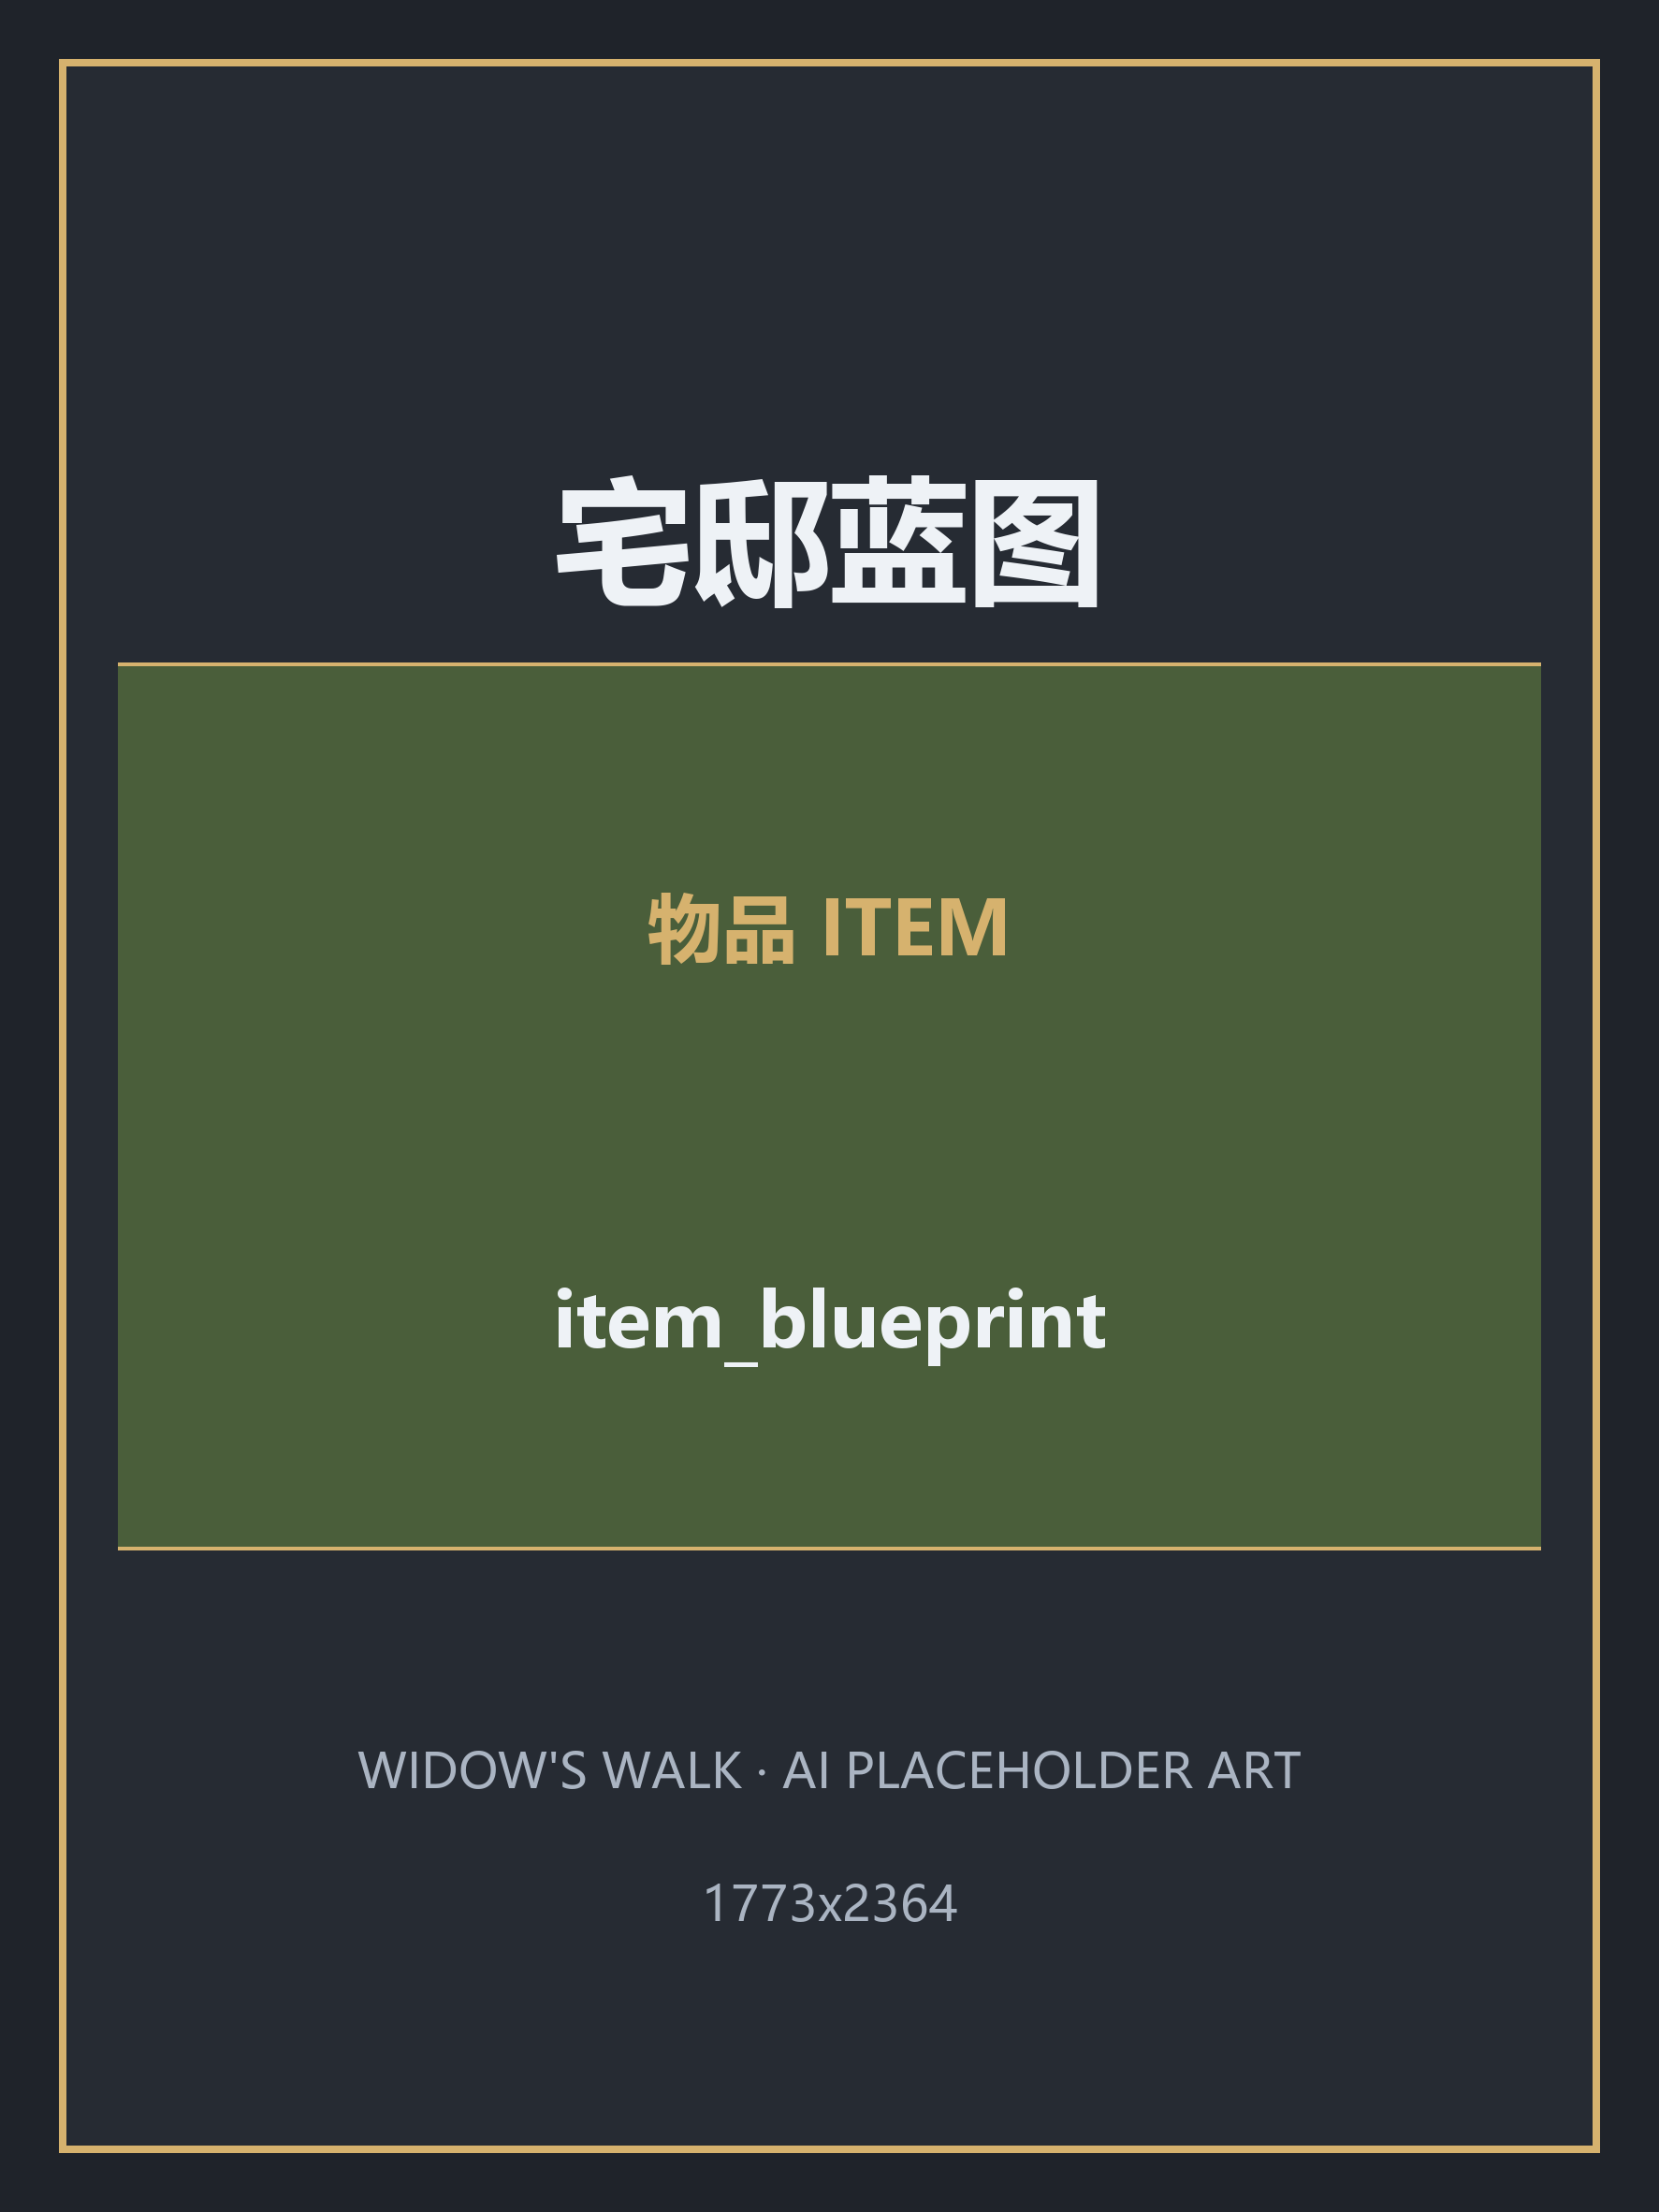 宅邸蓝图
物品 ITEM
item_blueprint
WIDOW'S WALK · AI PLACEHOLDER ART
1773x2364